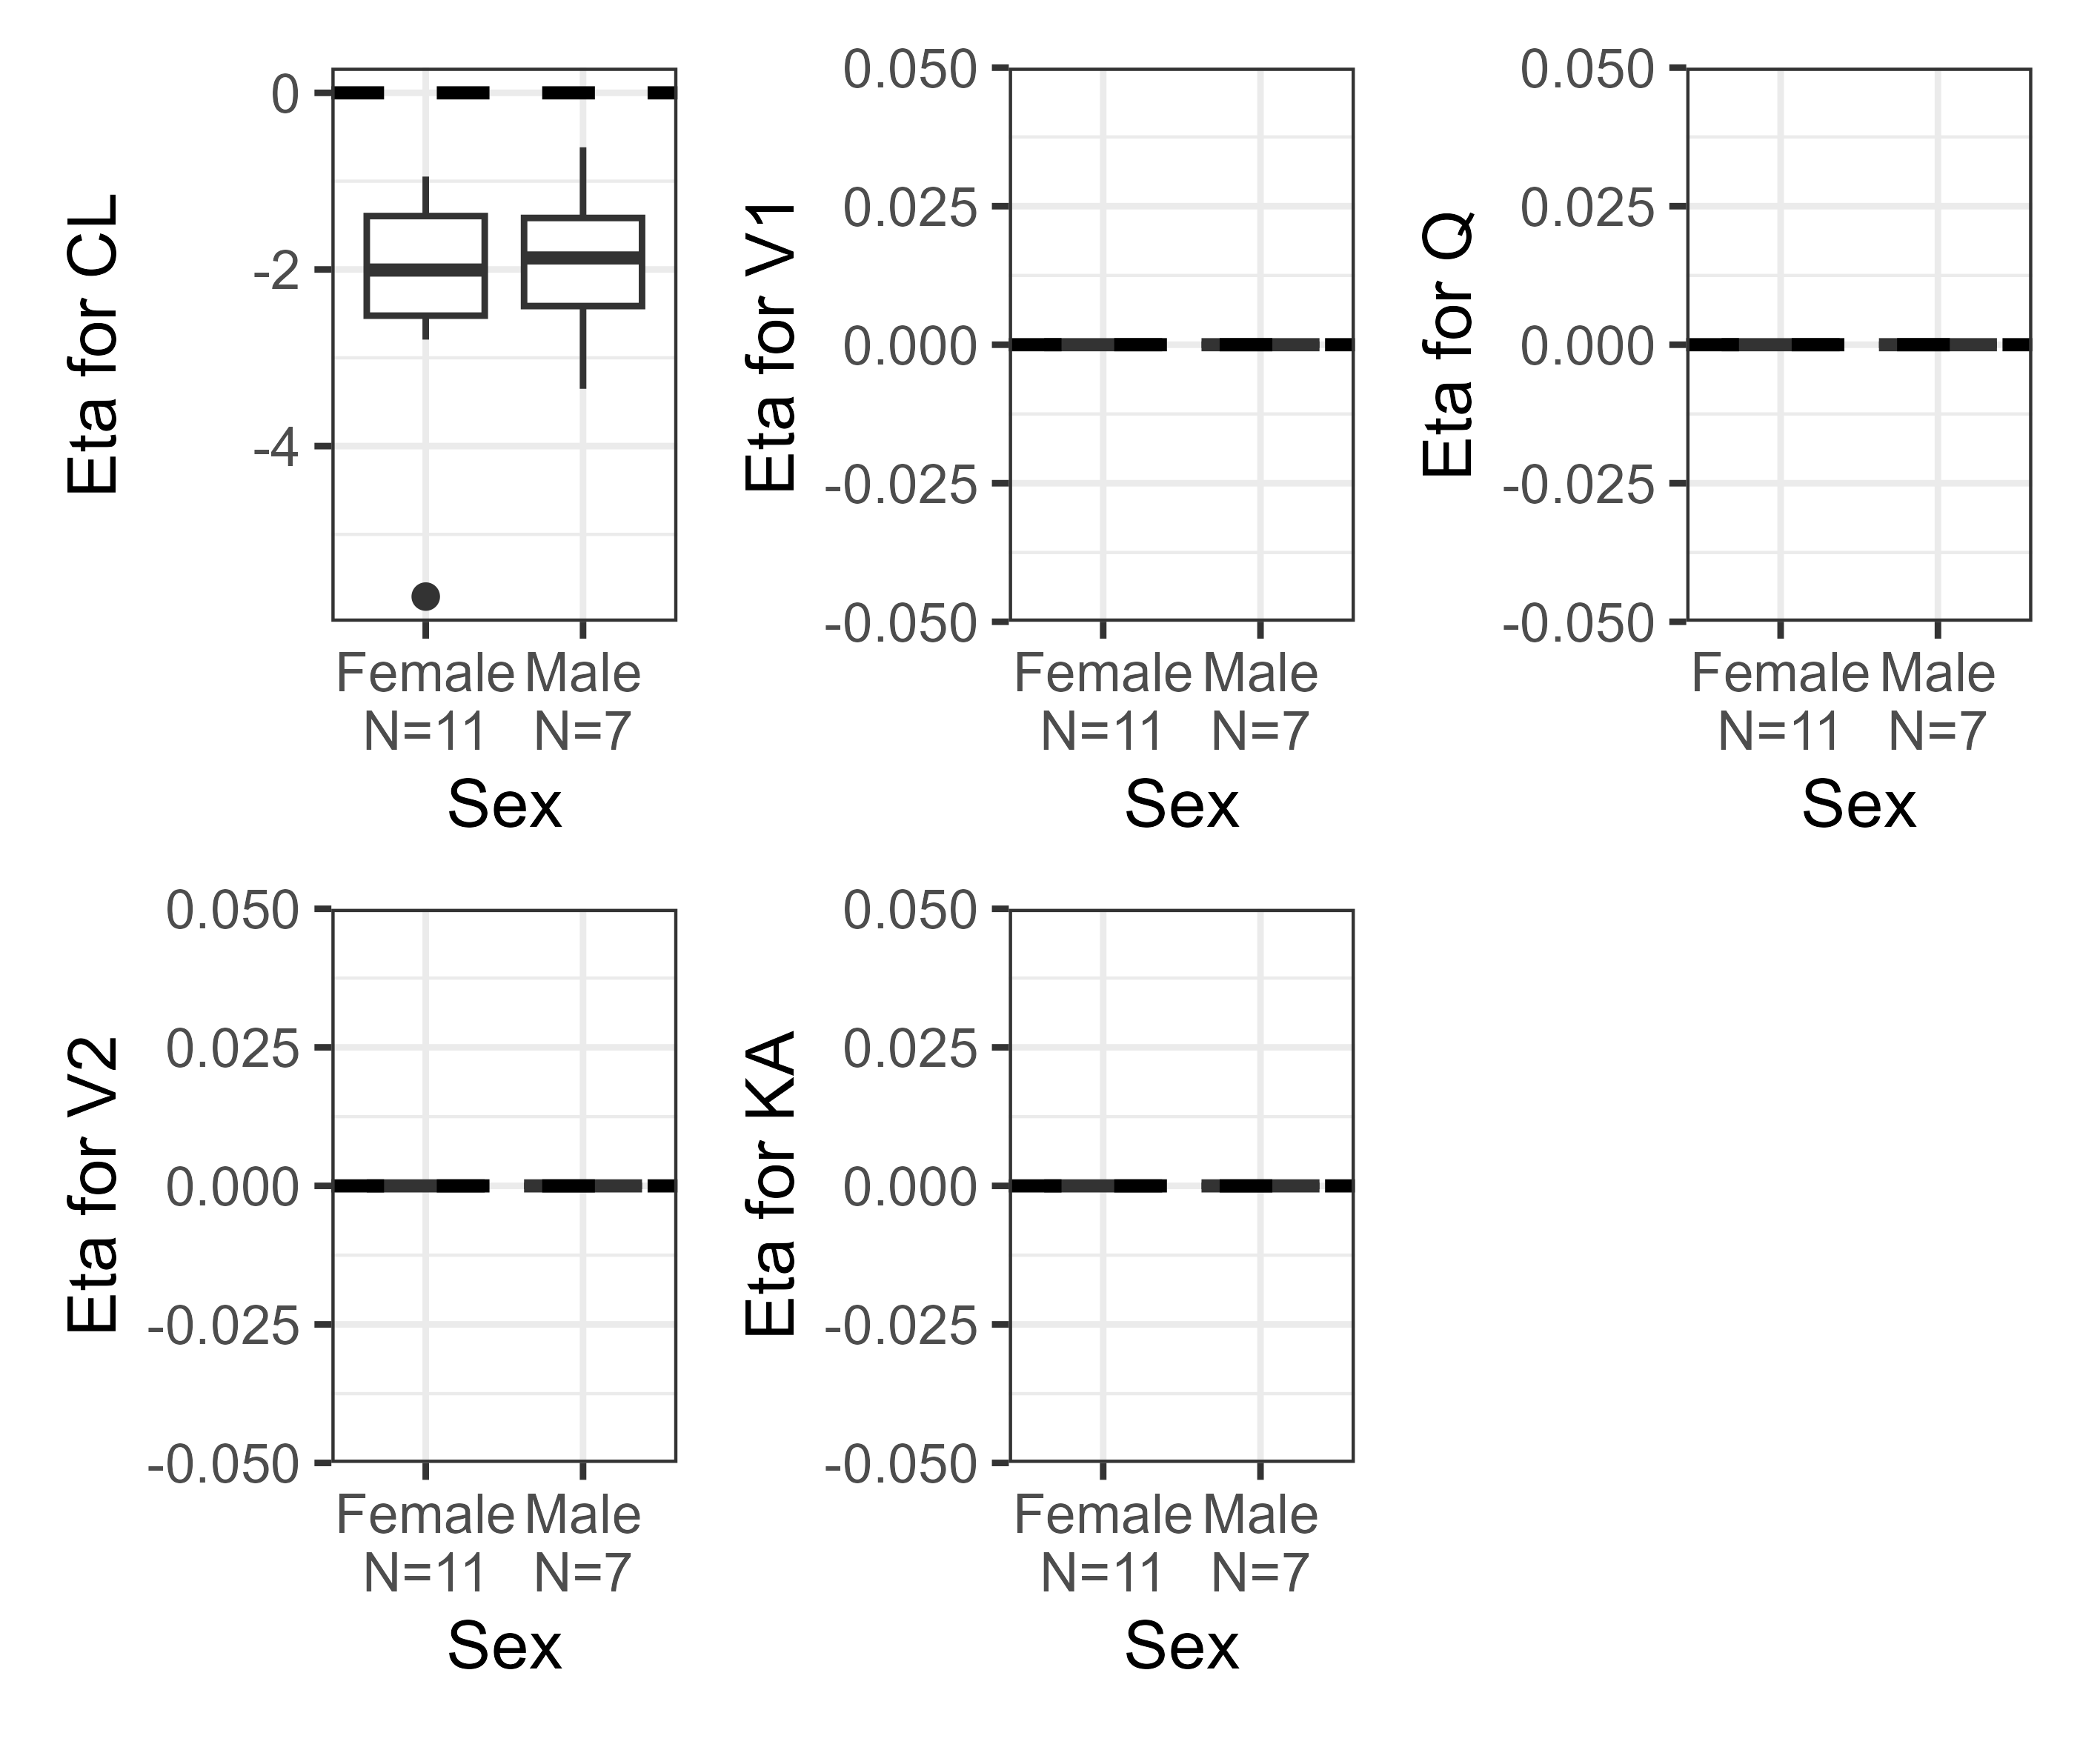 Eta for CL
0
-2
-4
Female Male
N=11 N=7
Sex
Eta for V1
0.050
0.025
0.000
-0.025
-0.050
Female Male
N=11 N=7
Sex
Eta for Q
0.050
0.025
0.000
-0.025
-0.050
Female Male
N=11 N=7
Sex
Eta for V2
0.050
0.025
0.000
-0.025
-0.050
Female Male
N=11 N=7
Sex
Eta for KA
0.050
0.025
0.000
-0.025
-0.050
Female Male
N=11 N=7
Sex